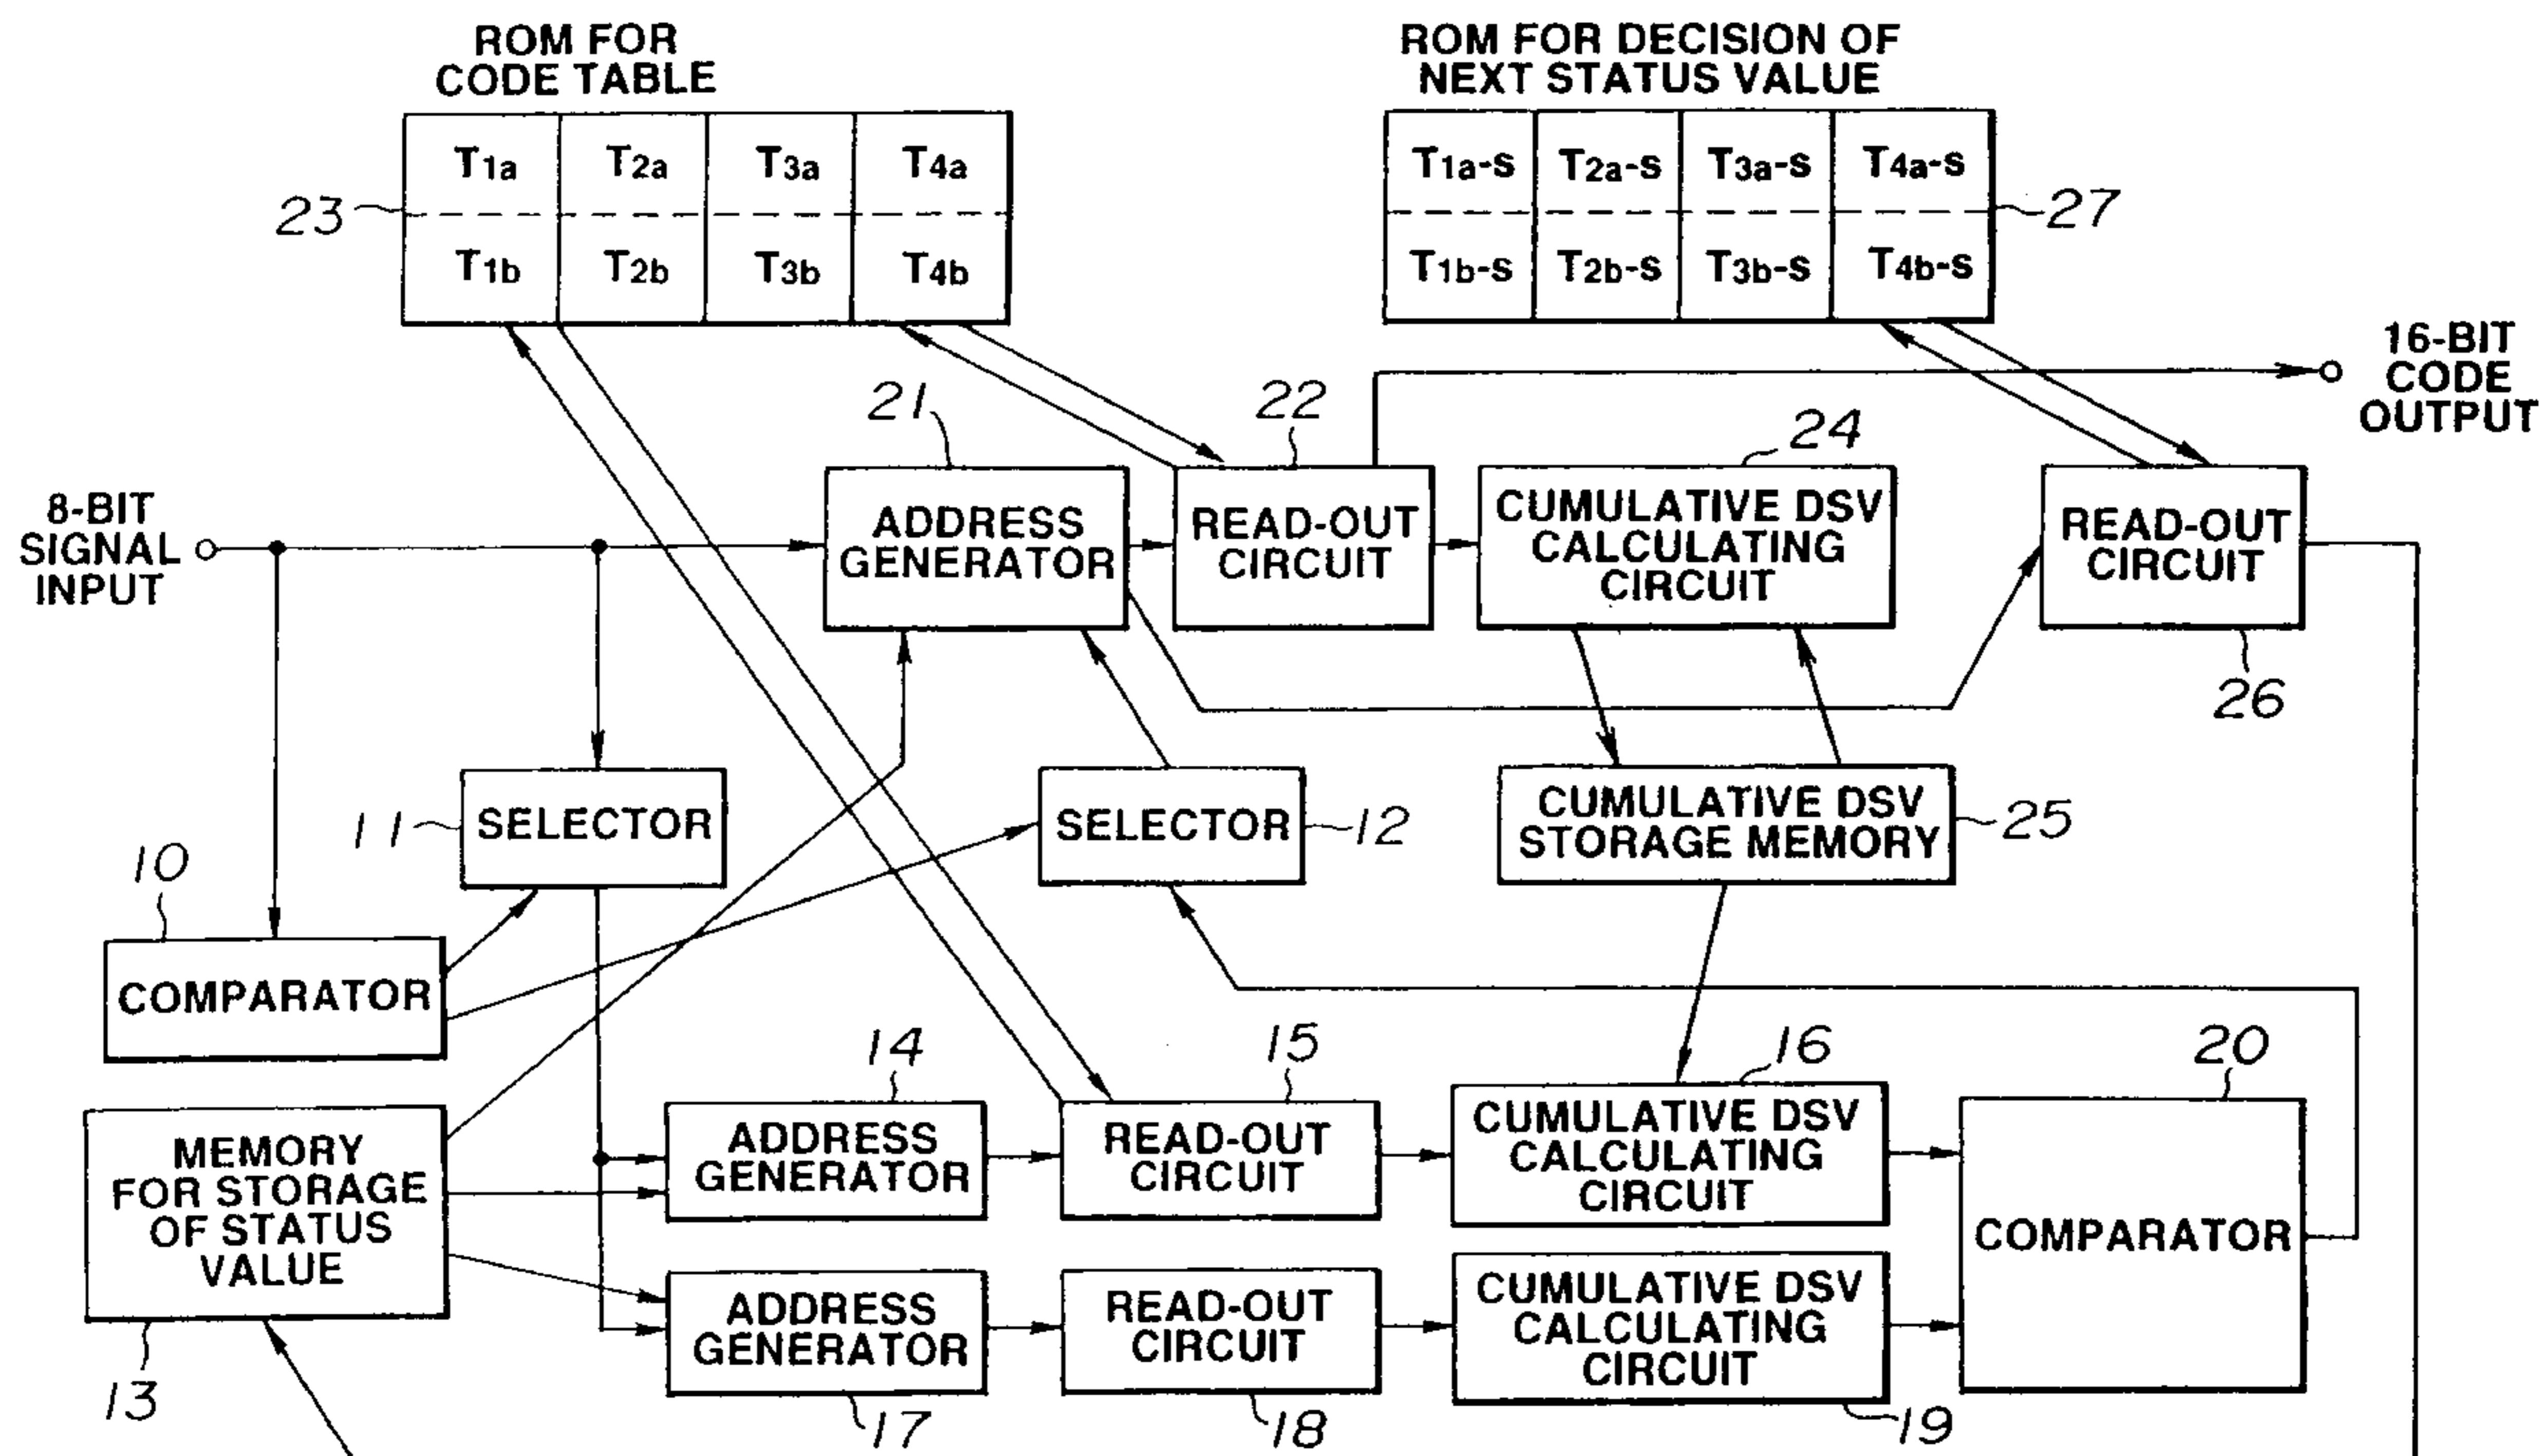 ROM FOR
CODE TABLE
ROM FOR DECISION OF
NEXT STATUS VALUE
T1a T2a T3a T4a
T1b T2b T3b T4b
23
T1a-s T2a-s T3a-s T4a-s
T1b-s T2b-s T3b-s T4b-s
27
16-BIT
CODE
OUTPUT
8-BIT
SIGNAL
INPUT
21
ADDRESS
GENERATOR
22
READ-OUT
CIRCUIT
24
CUMULATIVE DSV
CALCULATING
CIRCUIT
READ-OUT
CIRCUIT
26
11
SELECTOR
SELECTOR
12
CUMULATIVE DSV
STORAGE MEMORY
25
10
COMPARATOR
MEMORY
FOR STORAGE
OF STATUS
VALUE
13
14
ADDRESS
GENERATOR
15
READ-OUT
CIRCUIT
16
CUMULATIVE DSV
CALCULATING
CIRCUIT
20
COMPARATOR
ADDRESS
GENERATOR
17
READ-OUT
CIRCUIT
18
CUMULATIVE DSV
CALCULATING
CIRCUIT
19